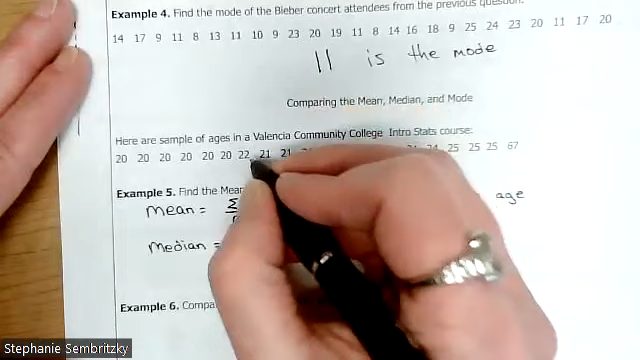 Example 4. Find the mode of the Bieber concert attendees from the previous question.
14 17 9 11 8 13 11 10 9 23 20 19 11 8 14 16 18 9 25 24 23 20 11 17 20
11 is the mode
Comparing the Mean, Median, and Mode
Here are sample of ages in a Valencia Community College Intro Stats course:
20 20 20 20 20 20 22 21 21 24 25 25 25 67
Example 5. Find the Mean
mean = Σ age
median =
Example 6. Compa
Stephanie Sembritzky